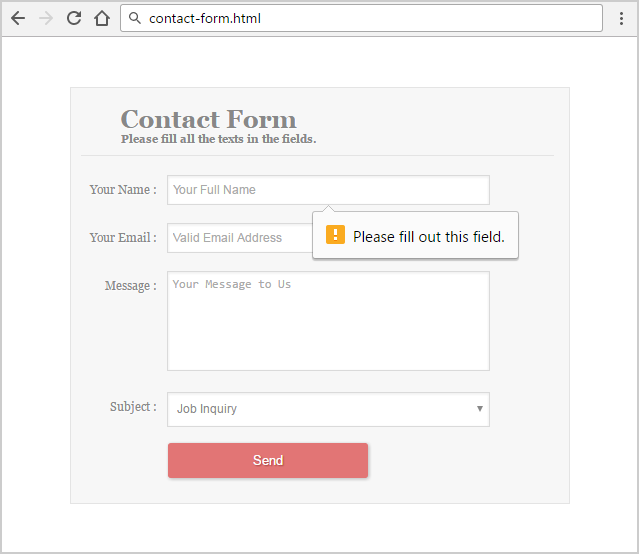 contact-form.html
Contact Form
Please fill all the texts in the fields.
Your Name :
Your Full Name
Please fill out this field.
Your Email :
Valid Email Address
Message :
Your Message to Us
Subject :
Job Inquiry
Send